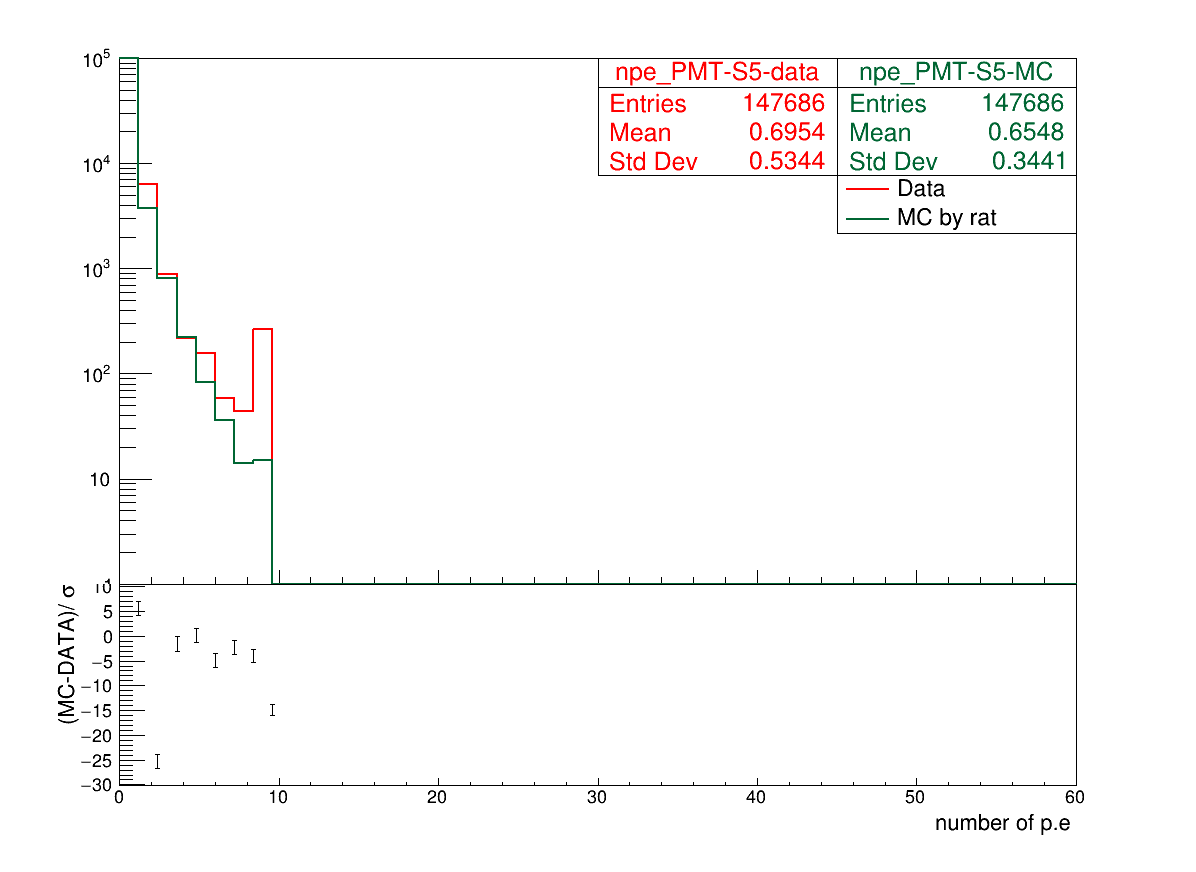 npe_PMT-S5-data
Entries 147686
Mean 0.6954
Std Dev 0.5344
npe_PMT-S5-MC
Entries 147686
Mean 0.6548
Std Dev 0.3441
Data
MC by rat
10^5
10^4
10^3
10^2
10
1
(MC-DATA)/ σ
10
5
0
−5
−10
−15
−20
−25
−30
0 10 20 30 40 50 60
number of p.e